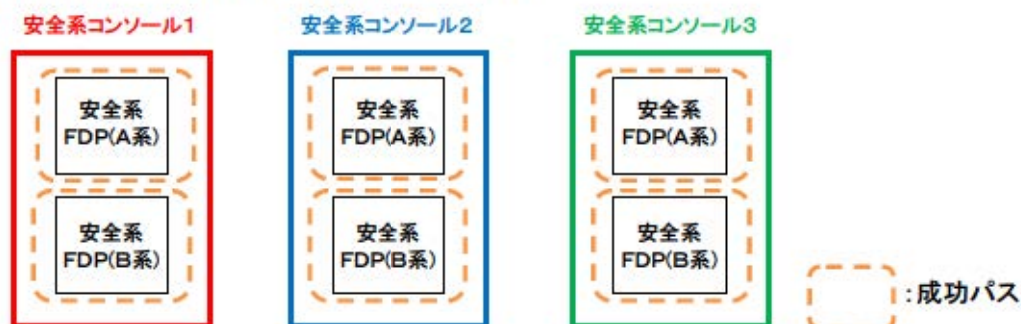 安全系コンソール1
安全系コンソール2
安全系コンソール3
安全系
FDP(A系)
安全系
FDP(A系)
安全系
FDP(A系)
安全系
FDP(B系)
安全系
FDP(B系)
安全系
FDP(B系)
:成功パス